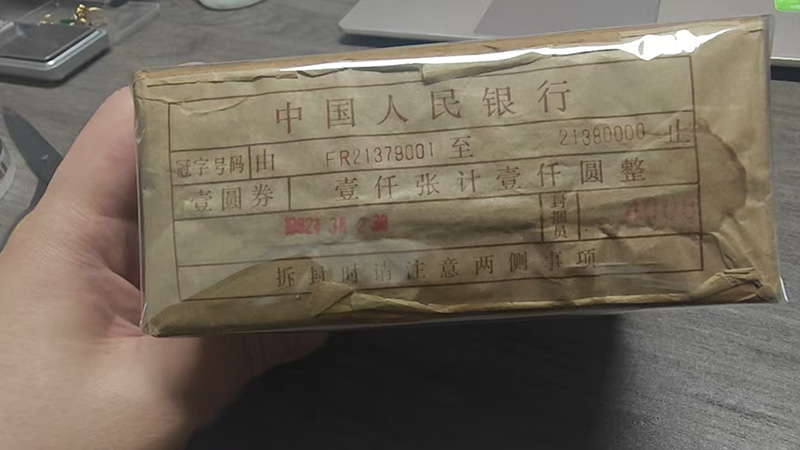 中国人民银行
冠字号码 由 FR21379001 至 21380000 止
壹圆券 壹仟张计壹仟圆整
封捆员
拆封时请注意两侧事项